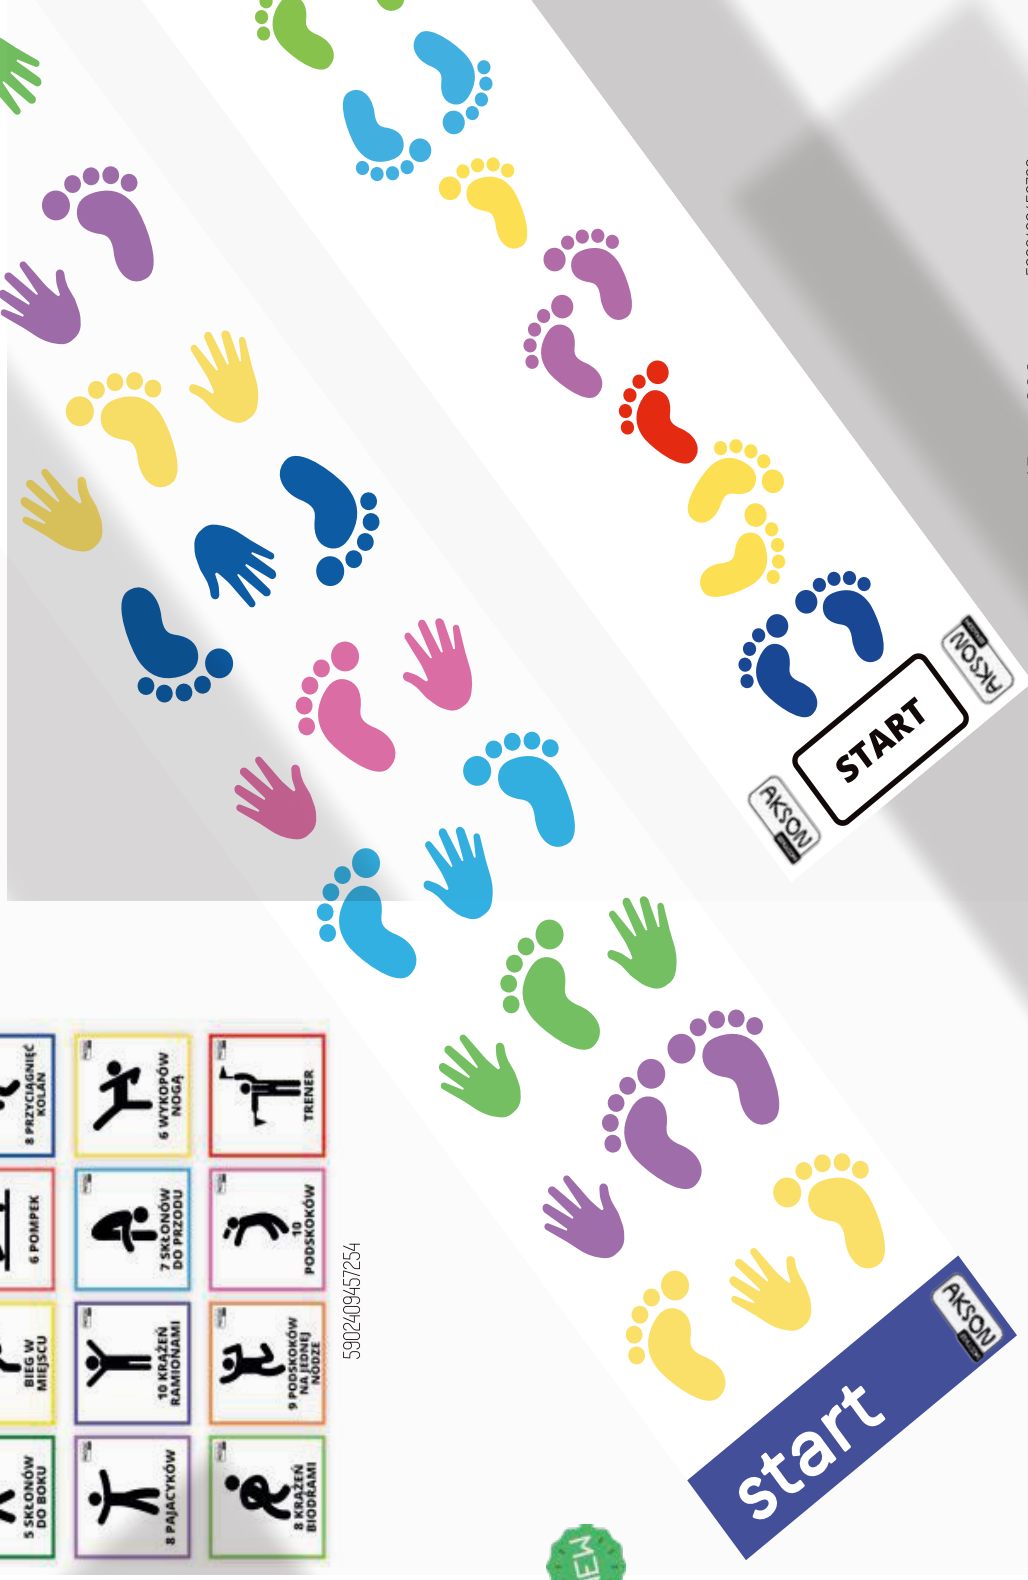 START
AKSON
AKSON
start
AKSON
8 PRZYCIĄGNIĘĆ
KOLAN
6 WYKOPÓW
NOGĄ
TRENER
6 POMPEK
7 SKŁONÓW
DO PRZODU
10
PODSKOKÓW
BIEG W
MIEJSCU
10 KRĄŻEŃ
RAMIONAMI
9 PODSKOKÓW
NA JEDNEJ
NODZE
5 SKŁONÓW
DO BOKU
8 PAJACYKÓW
8 KRĄŻEŃ
BIODRAMI
5902409457254